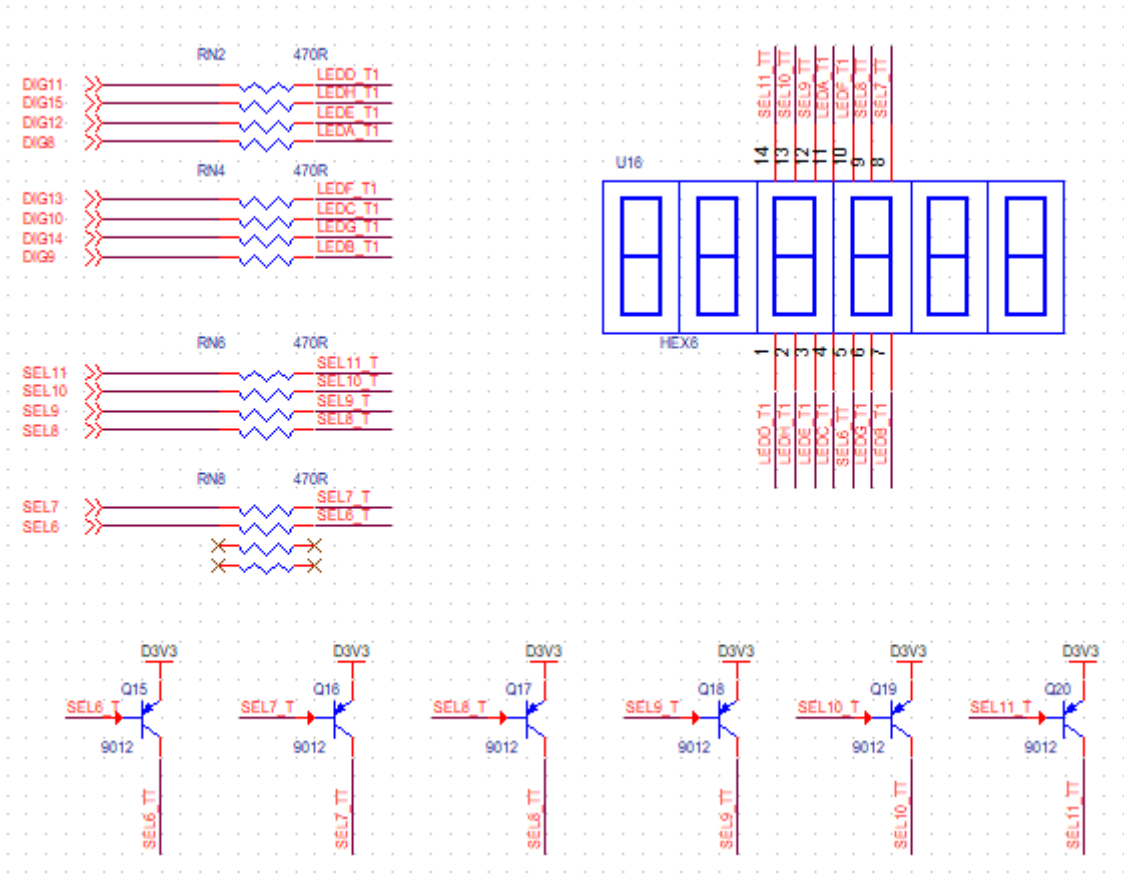 RN2 470R
DIG11 LEDD_T1
DIG15 LEDH_T1
DIG12 LEDE_T1
DIG8 LEDA_T1
RN4 470R
DIG13 LEDF_T1
DIG10 LEDC_T1
DIG14 LEDG_T1
DIG9 LEDB_T1
RN6 470R
SEL11 SEL11_T
SEL10 SEL10_T
SEL9 SEL9_T
SEL8 SEL8_T
RN8 470R
SEL7 SEL7_T
SEL6 SEL6_T
SEL11_TT
SEL10_TT
SEL9_TT
LEDA_T1
LEDF_T1
SEL8_TT
SEL7_TT
14 13 12 11 10 9 8
U16
HEX6
1 2 3 4 5 6 7
LEDD_T1
LEDH_T1
LEDE_T1
LEDC_T1
SEL6_TT
LEDG_T1
LEDB_T1
D3V3 D3V3 D3V3 D3V3 D3V3 D3V3
Q15 Q16 Q17 Q18 Q19 Q20
SEL6_T SEL7_T SEL8_T SEL9_T SEL10_T SEL11_T
9012 9012 9012 9012 9012 9012
SEL6_TT SEL7_TT SEL8_TT SEL9_TT SEL10_TT SEL11_TT